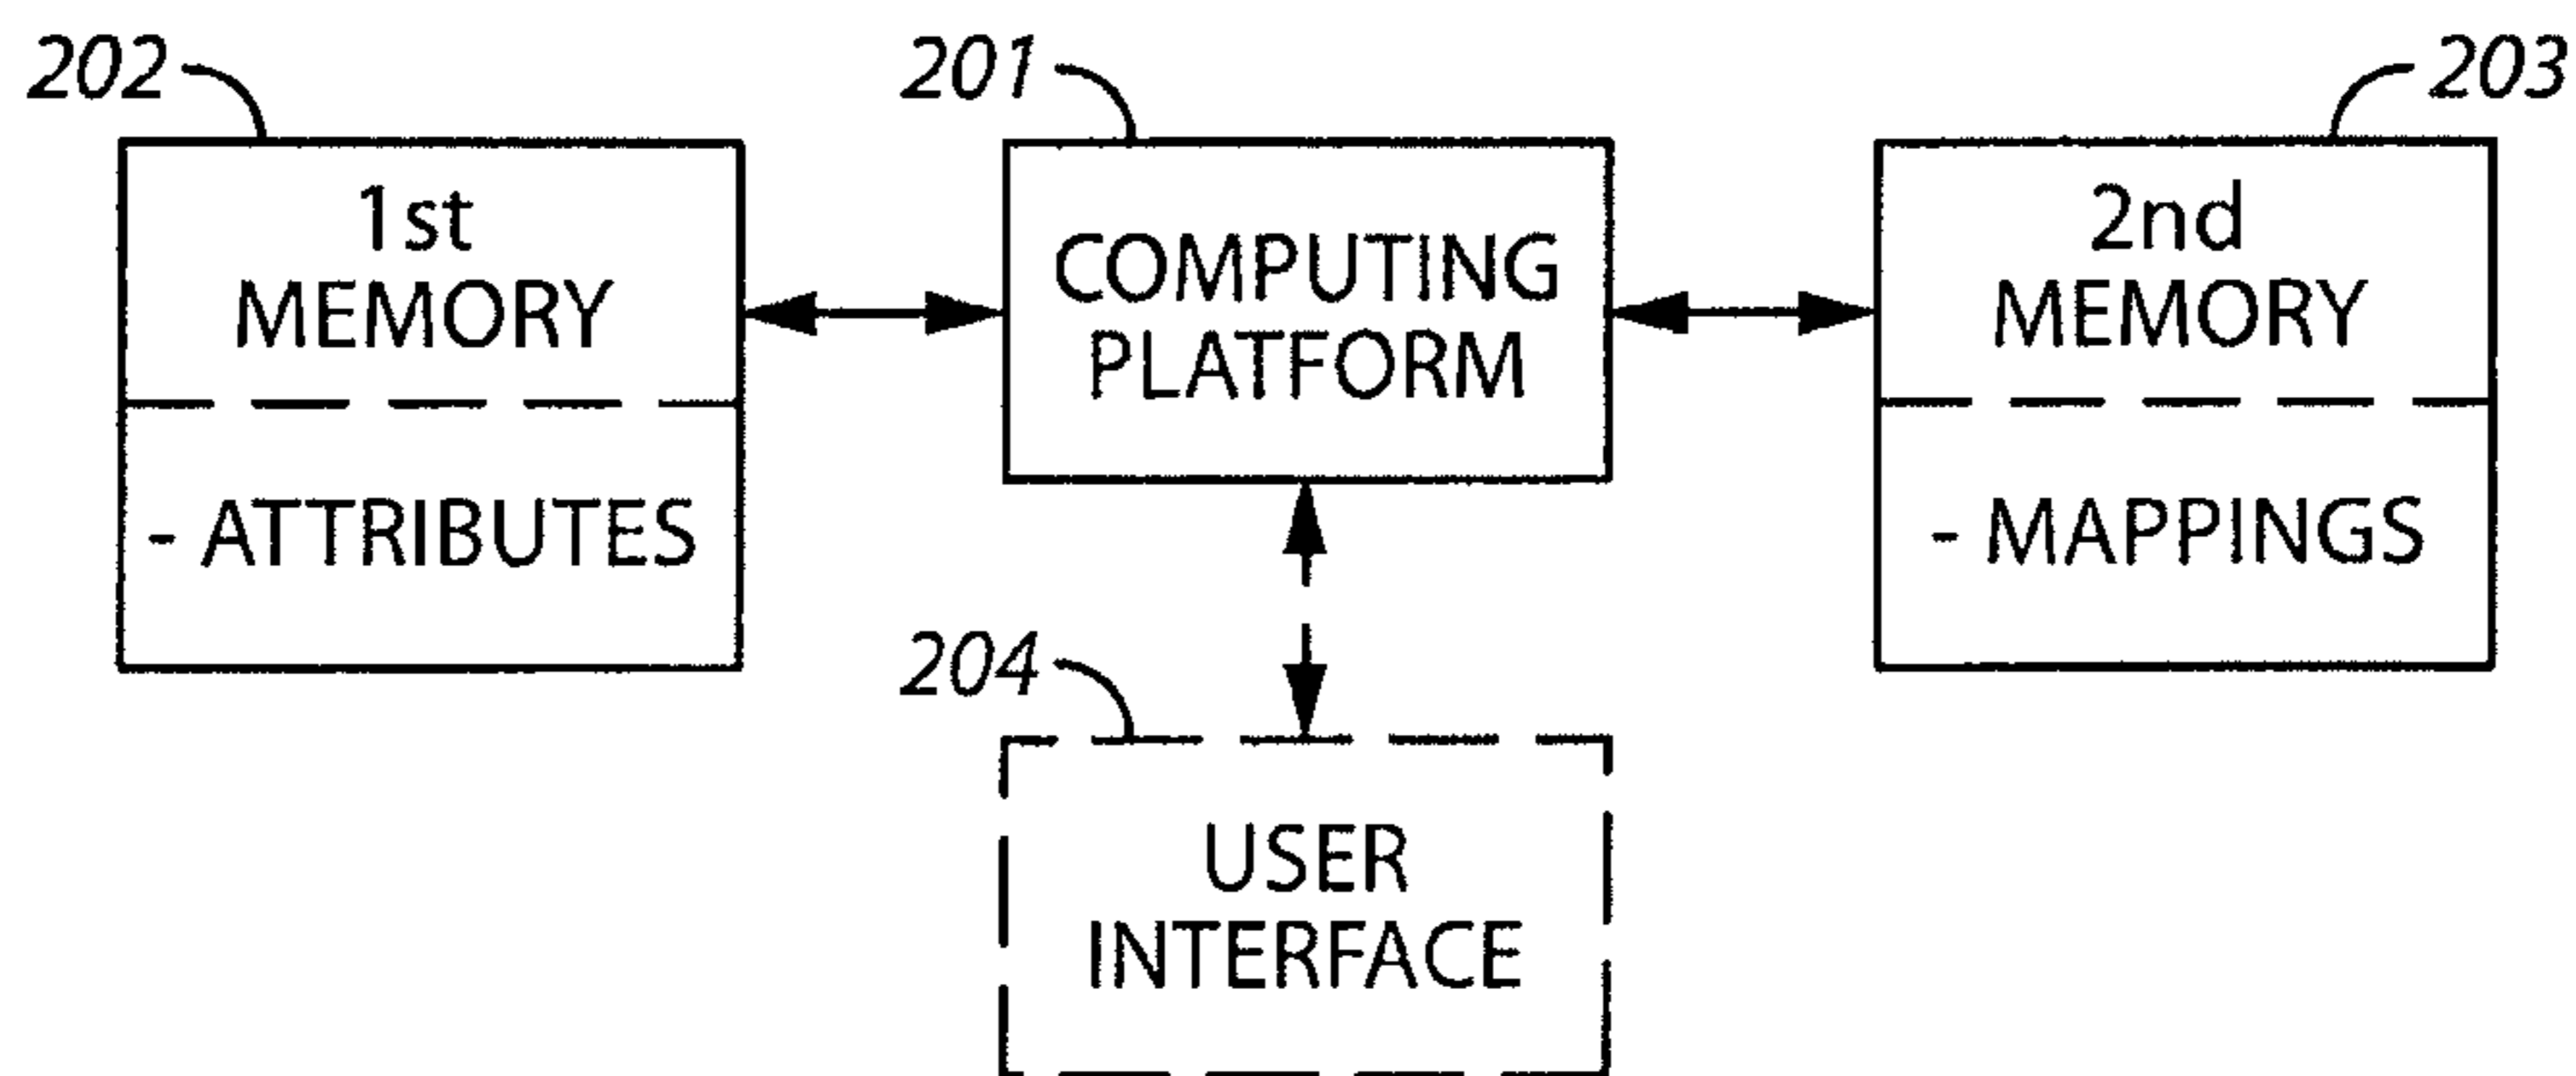 202
201
203
1st
MEMORY
- ATTRIBUTES
COMPUTING
PLATFORM
2nd
MEMORY
- MAPPINGS
204
USER
INTERFACE